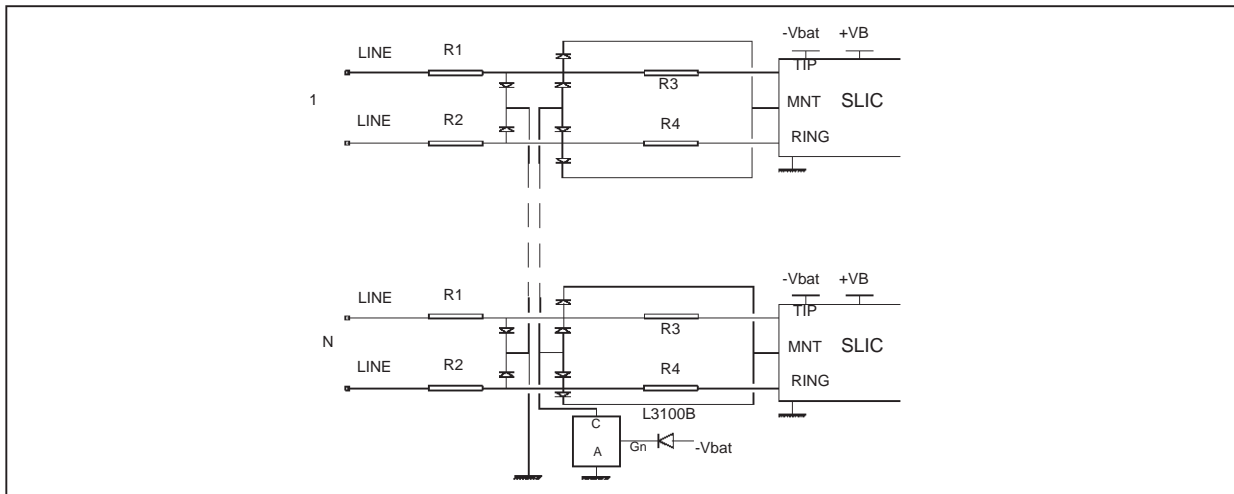 -Vbat +VB
LINE R1
TIP
R3
1 MNT SLIC
LINE R2 R4
RING
-Vbat +VB
LINE R1
TIP
R3
N MNT SLIC
LINE R2 R4
RING
L3100B
C
Gn -Vbat
A